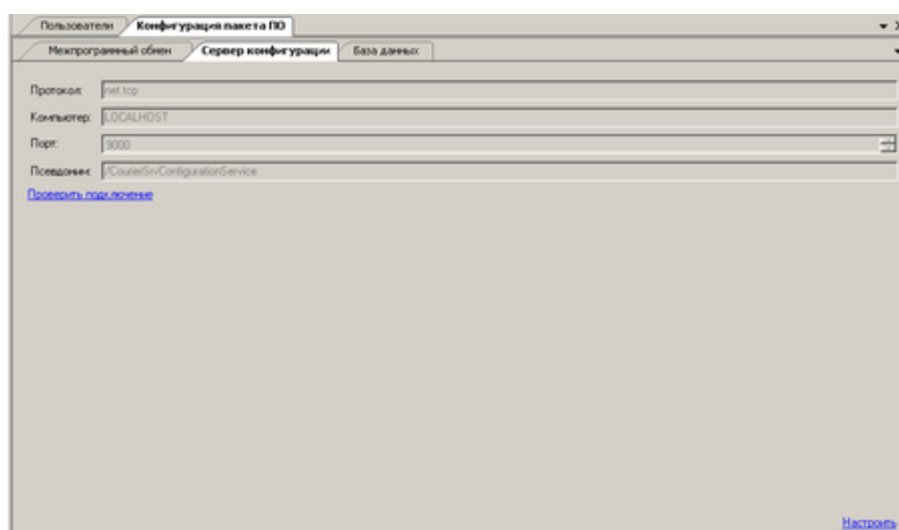 Пользователи Конфигурация пакета ПО
Межпрограммный обмен Сервер конфигурации База данных
Протокол: net.tcp
Компьютер: LOCALHOST
Порт: 9000
Псевдоним: /CourierSrvConfigurationService
Проверить подключение
Настроить